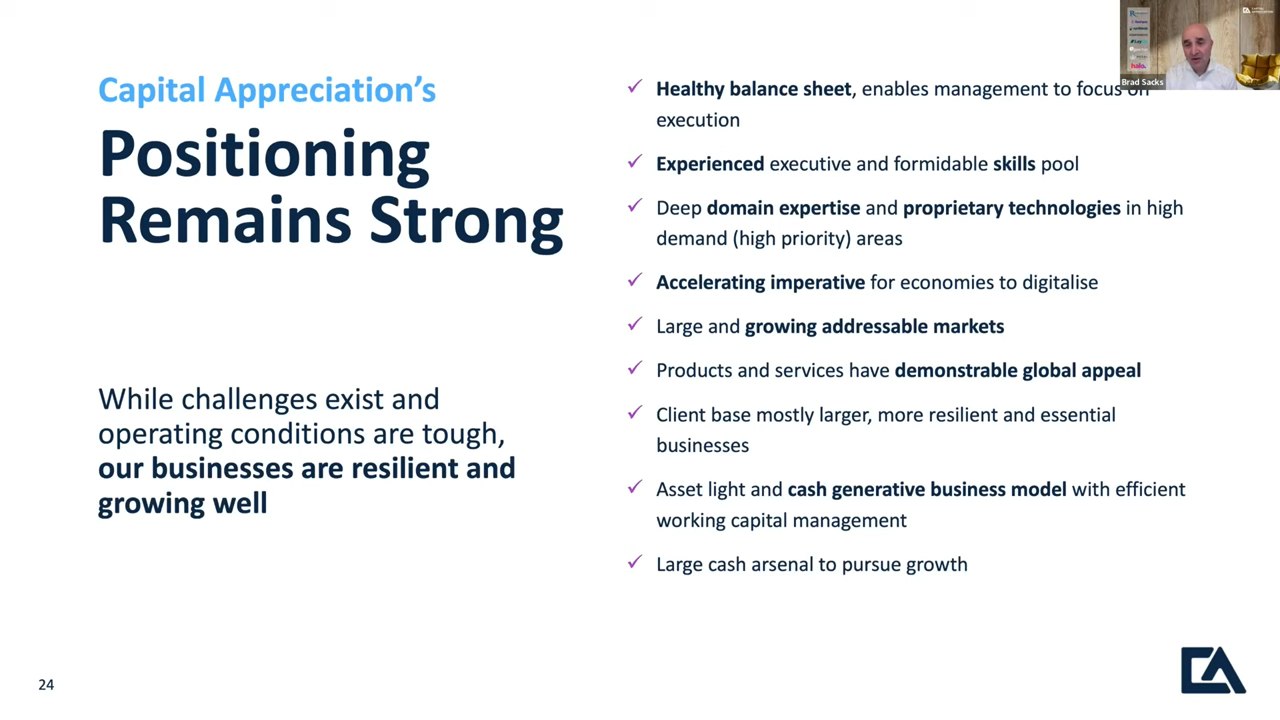 Capital Appreciation's
Positioning
Remains Strong
While challenges exist and
operating conditions are tough,
our businesses are resilient and
growing well
Healthy balance sheet, enables management to focus on
execution
Experienced executive and formidable skills pool
Deep domain expertise and proprietary technologies in high
demand (high priority) areas
Accelerating imperative for economies to digitalise
Large and growing addressable markets
Products and services have demonstrable global appeal
Client base mostly larger, more resilient and essential
businesses
Asset light and cash generative business model with efficient
working capital management
Large cash arsenal to pursue growth
24
CA
Brad Sacks
halo